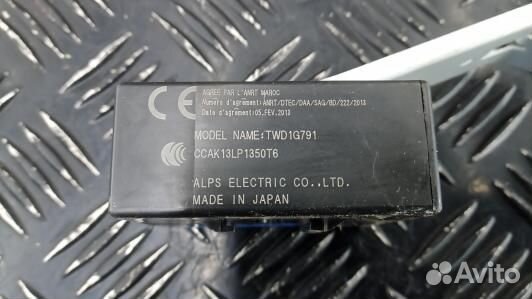 AGREE PAR L'ANRT MAROC
Numéro d'agrément:ANRT/DTEC/DAA/SAG/BD/222/2013
Date d'agrément:05.FEV.2013
CE
MODEL NAME:TWD1G791
CCAK13LP1350T6
ALPS ELECTRIC CO.,LTD.
MADE IN JAPAN
Avito